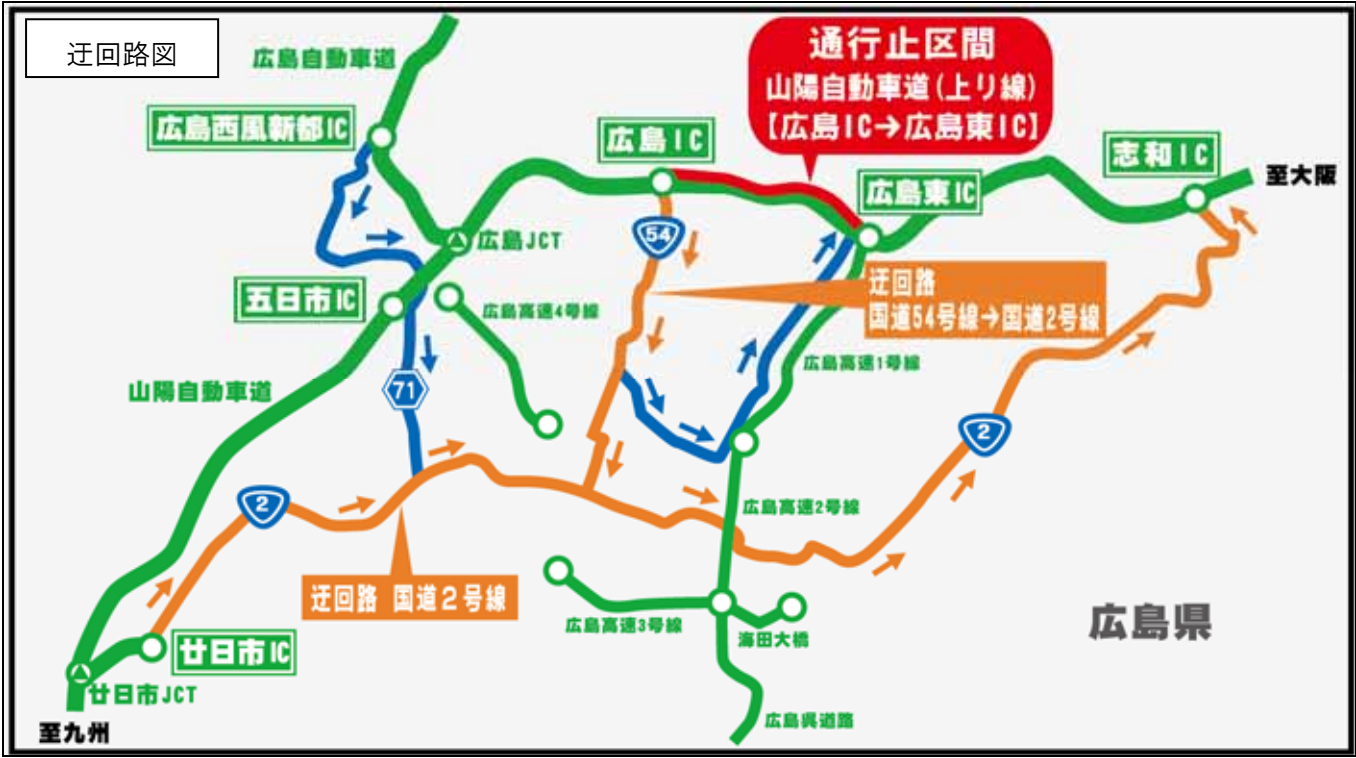 迂回路図
広島自動車道
通行止区間
山陽自動車道(上り線)
【広島IC→広島東IC】
広島西風新都IC
広島IC
志和IC
至大阪
広島東IC
54
広島JCT
迂回路
国道54号線→国道2号線
五日市IC
広島高速4号線
広島高速1号線
山陽自動車道
71
2
2
広島高速2号線
迂回路 国道2号線
広島高速3号線
海田大橋
広島県
廿日市IC
廿日市JCT
広島呉道路
至九州